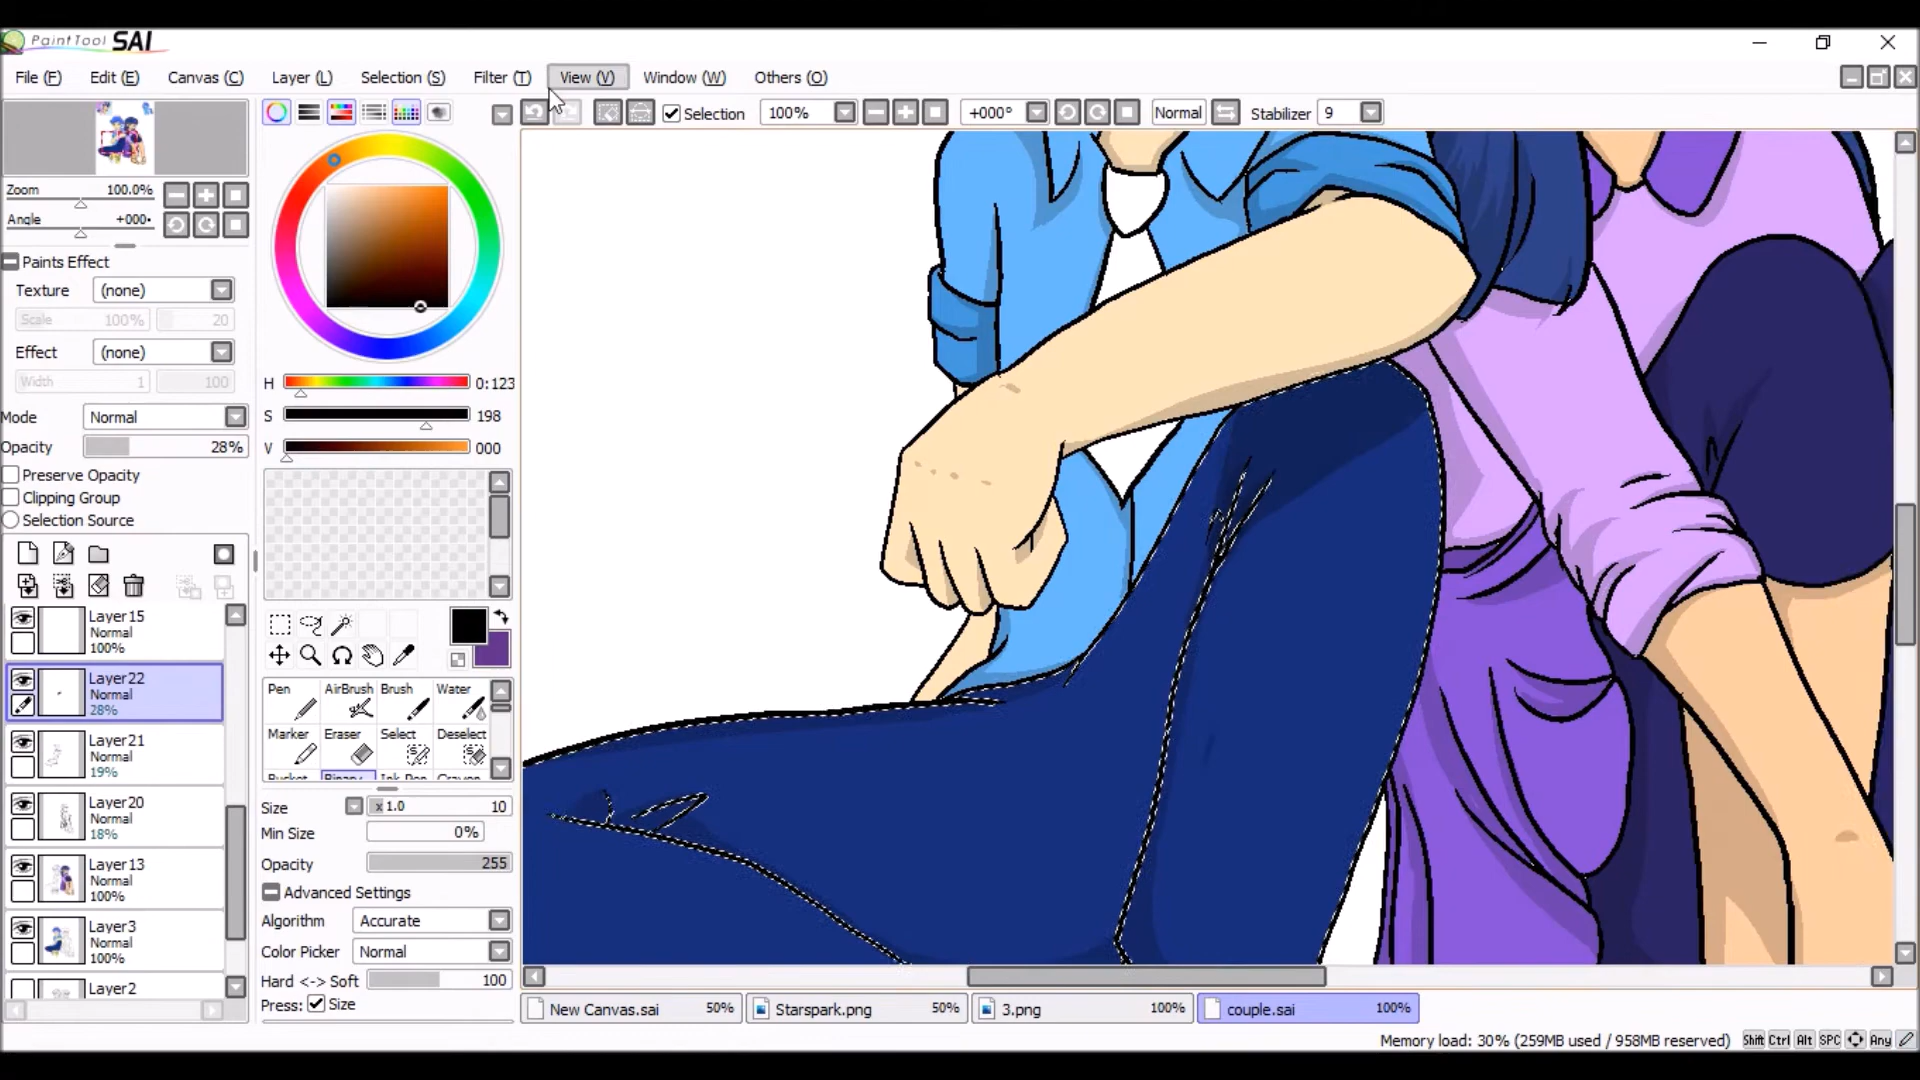 PaintTool SAI
File (F) Edit (E) Canvas (C) Layer (L) Selection (S) Filter (T) View (V) Window (W) Others (O)
Selection 100% +000° Normal Stabilizer 9
Zoom 100.0%
Angle +000
Paints Effect
Texture (none)
Scale 100% 20
Effect (none)
Width 1 100
Mode Normal
Opacity 28%
Preserve Opacity
Clipping Group
Selection Source
Layer15
Normal
100%
Layer22
Normal
28%
Layer21
Normal
19%
Layer20
Normal
18%
Layer13
Normal
100%
Layer3
Normal
100%
Layer2
H 0:123
S 198
V 000
Pen AirBrush Brush Water
Marker Eraser Select Deselect
Bucket Binary Ink Pen Crayon
Size x 1.0 10
Min Size 0%
Opacity 255
Advanced Settings
Algorithm Accurate
Color Picker Normal
Hard <-> Soft 100
Press: Size
New Canvas.sai 50% Starspark.png 50% 3.png 100% couple.sai 100%
Memory load: 30% (259MB used / 958MB reserved) Shift Ctrl Alt SPC Any